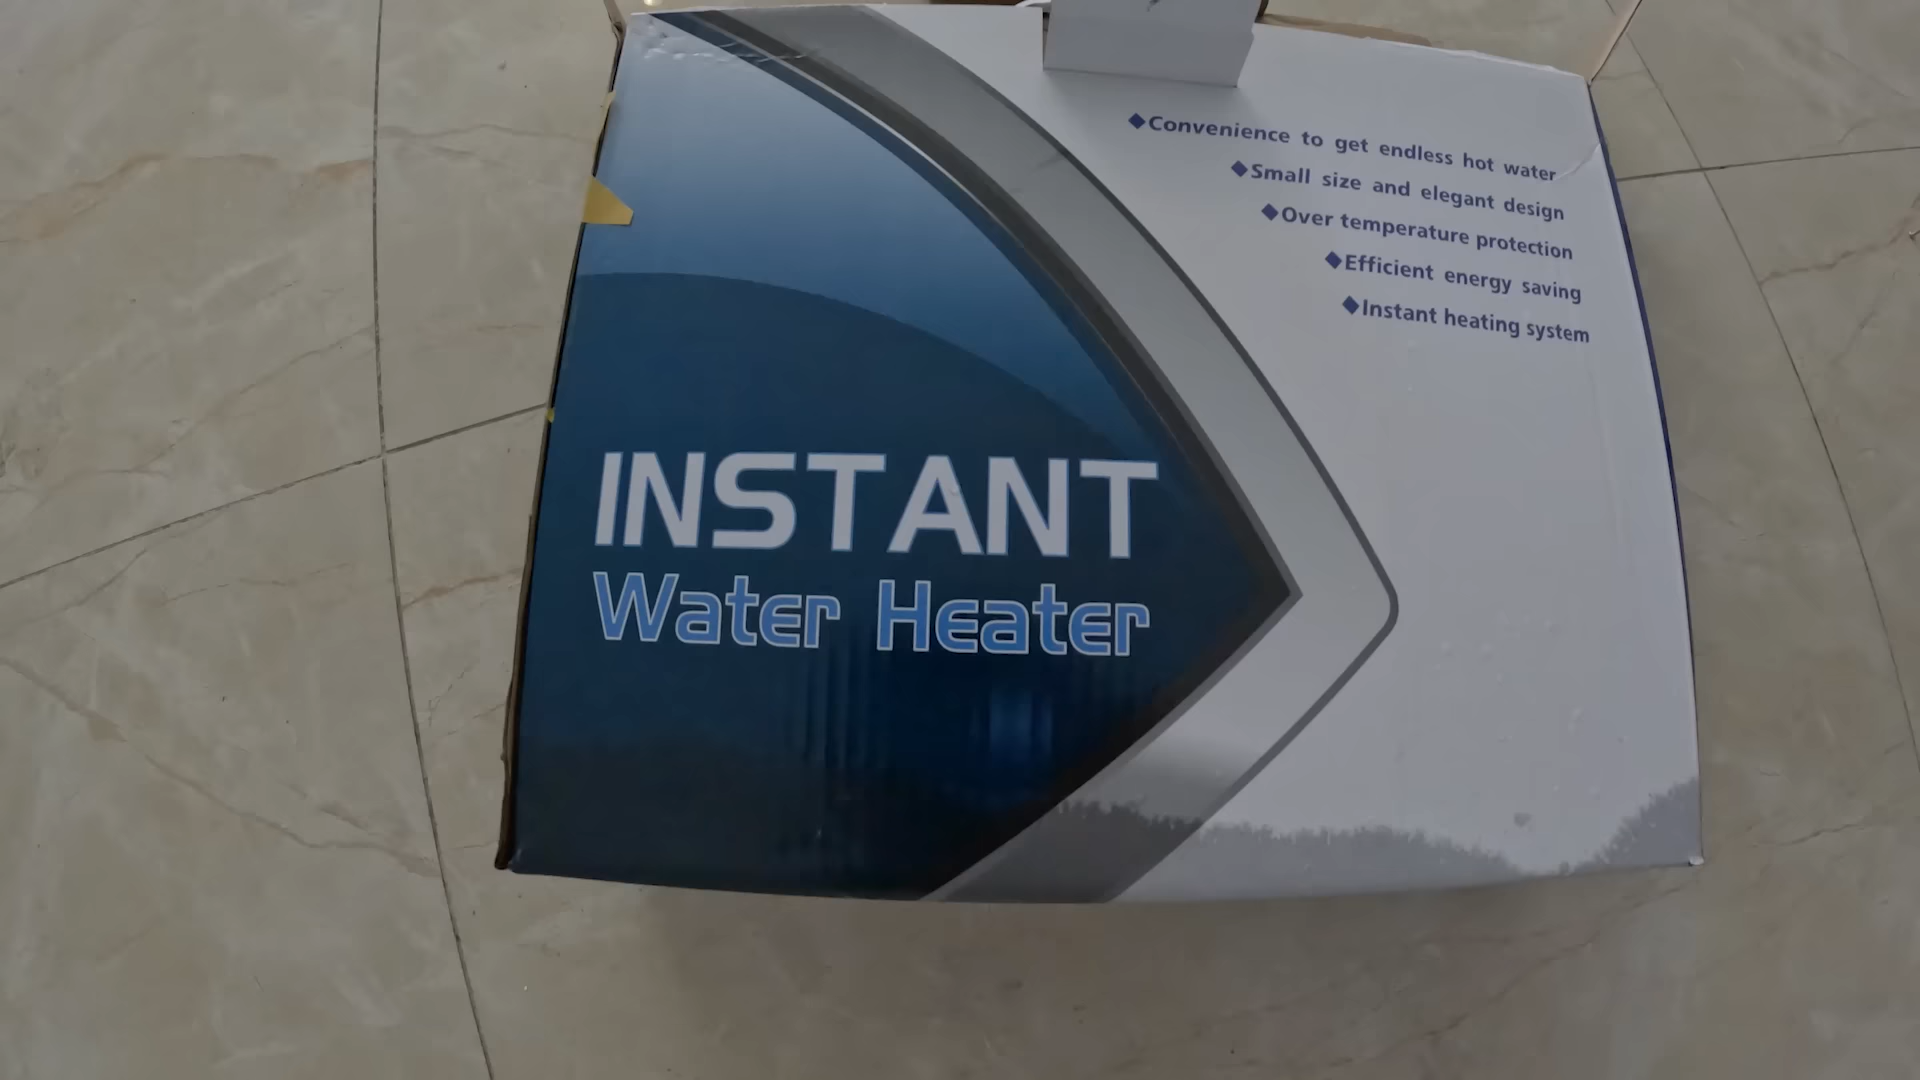 ◆Convenience to get endless hot water
◆Small size and elegant design
◆Over temperature protection
◆Efficient energy saving
◆Instant heating system
INSTANT
Water Heater